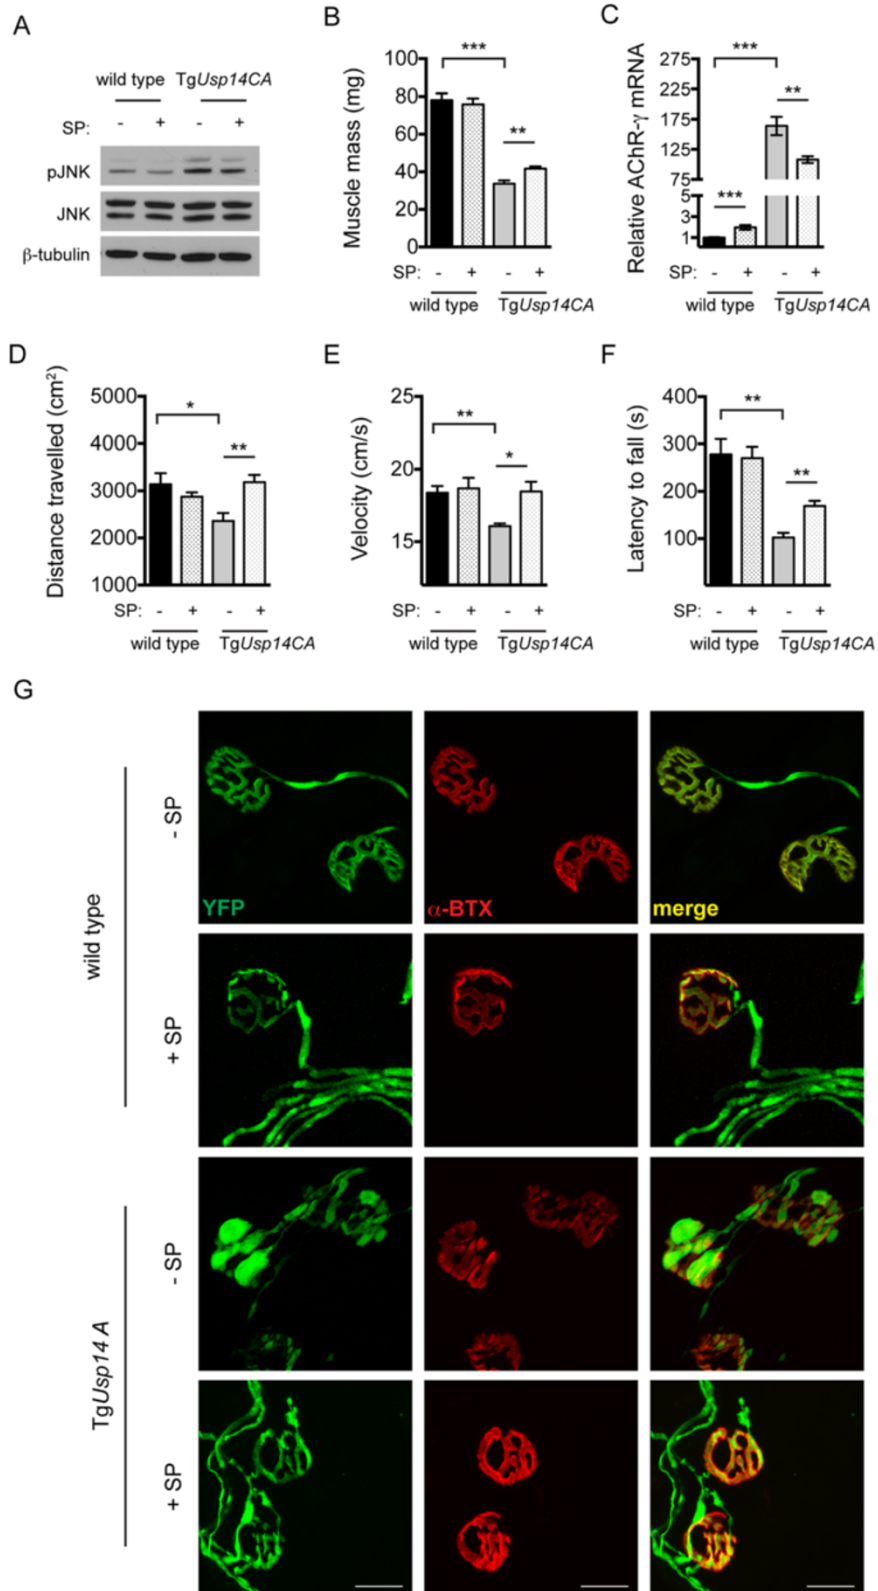 A
wild type TgUsp14CA
SP: - + - +
pJNK
JNK
β-tubulin
B
Muscle mass (mg)
100
80
60
40
20
0
***
**
SP: - + - +
wild type TgUsp14CA
C
Relative AChR-γ mRNA
275
225
175
125
75
5
3
1
***
**
***
SP: - + - +
wild type TgUsp14CA
D
Distance travelled (cm²)
5000
4000
3000
2000
1000
*
**
SP: - + - +
wild type TgUsp14CA
E
Velocity (cm/s)
25
20
15
**
*
SP: - + - +
wild type TgUsp14CA
F
Latency to fall (s)
400
300
200
100
**
**
SP: - + - +
wild type TgUsp14CA
G
wild type
- SP
YFP
α-BTX
merge
+ SP
TgUsp14 A
- SP
+ SP